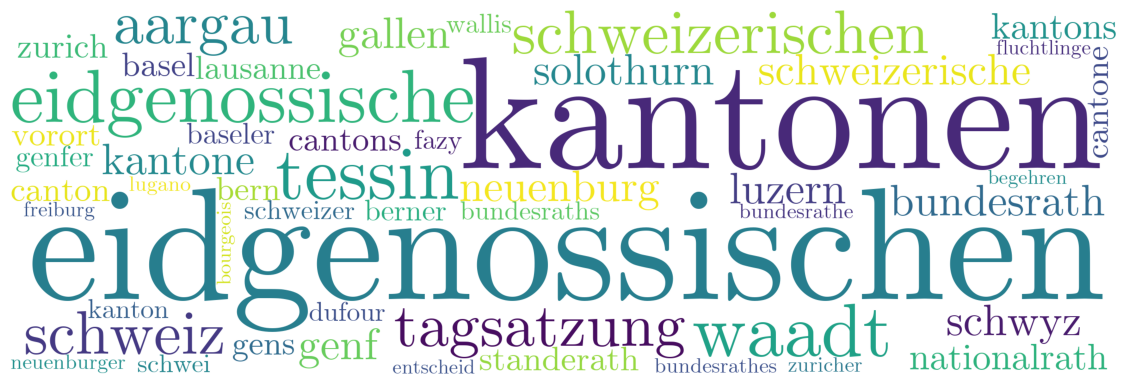 aargau
gallen
wallis
schweizerischen
kantons
fluchtlinge
zurich
basel
lausanne
solothurn
schweizerische
cantone
eidgenossische
kantonen
vorort
baseler
cantons
fazy
genfer
kantone
tessin
neuenburg
luzern
begehren
canton
lugano
bern
bundesrath
freiburg
bourgeois
schweizer
berner
bundesraths
bundesrathe
eidgenossischen
kanton
dufour
schweiz
gens
genf
tagsatzung
waadt
schwyz
nationalrath
neuenburger
schwei
entscheid
standerath
bundesrathes
zuricher